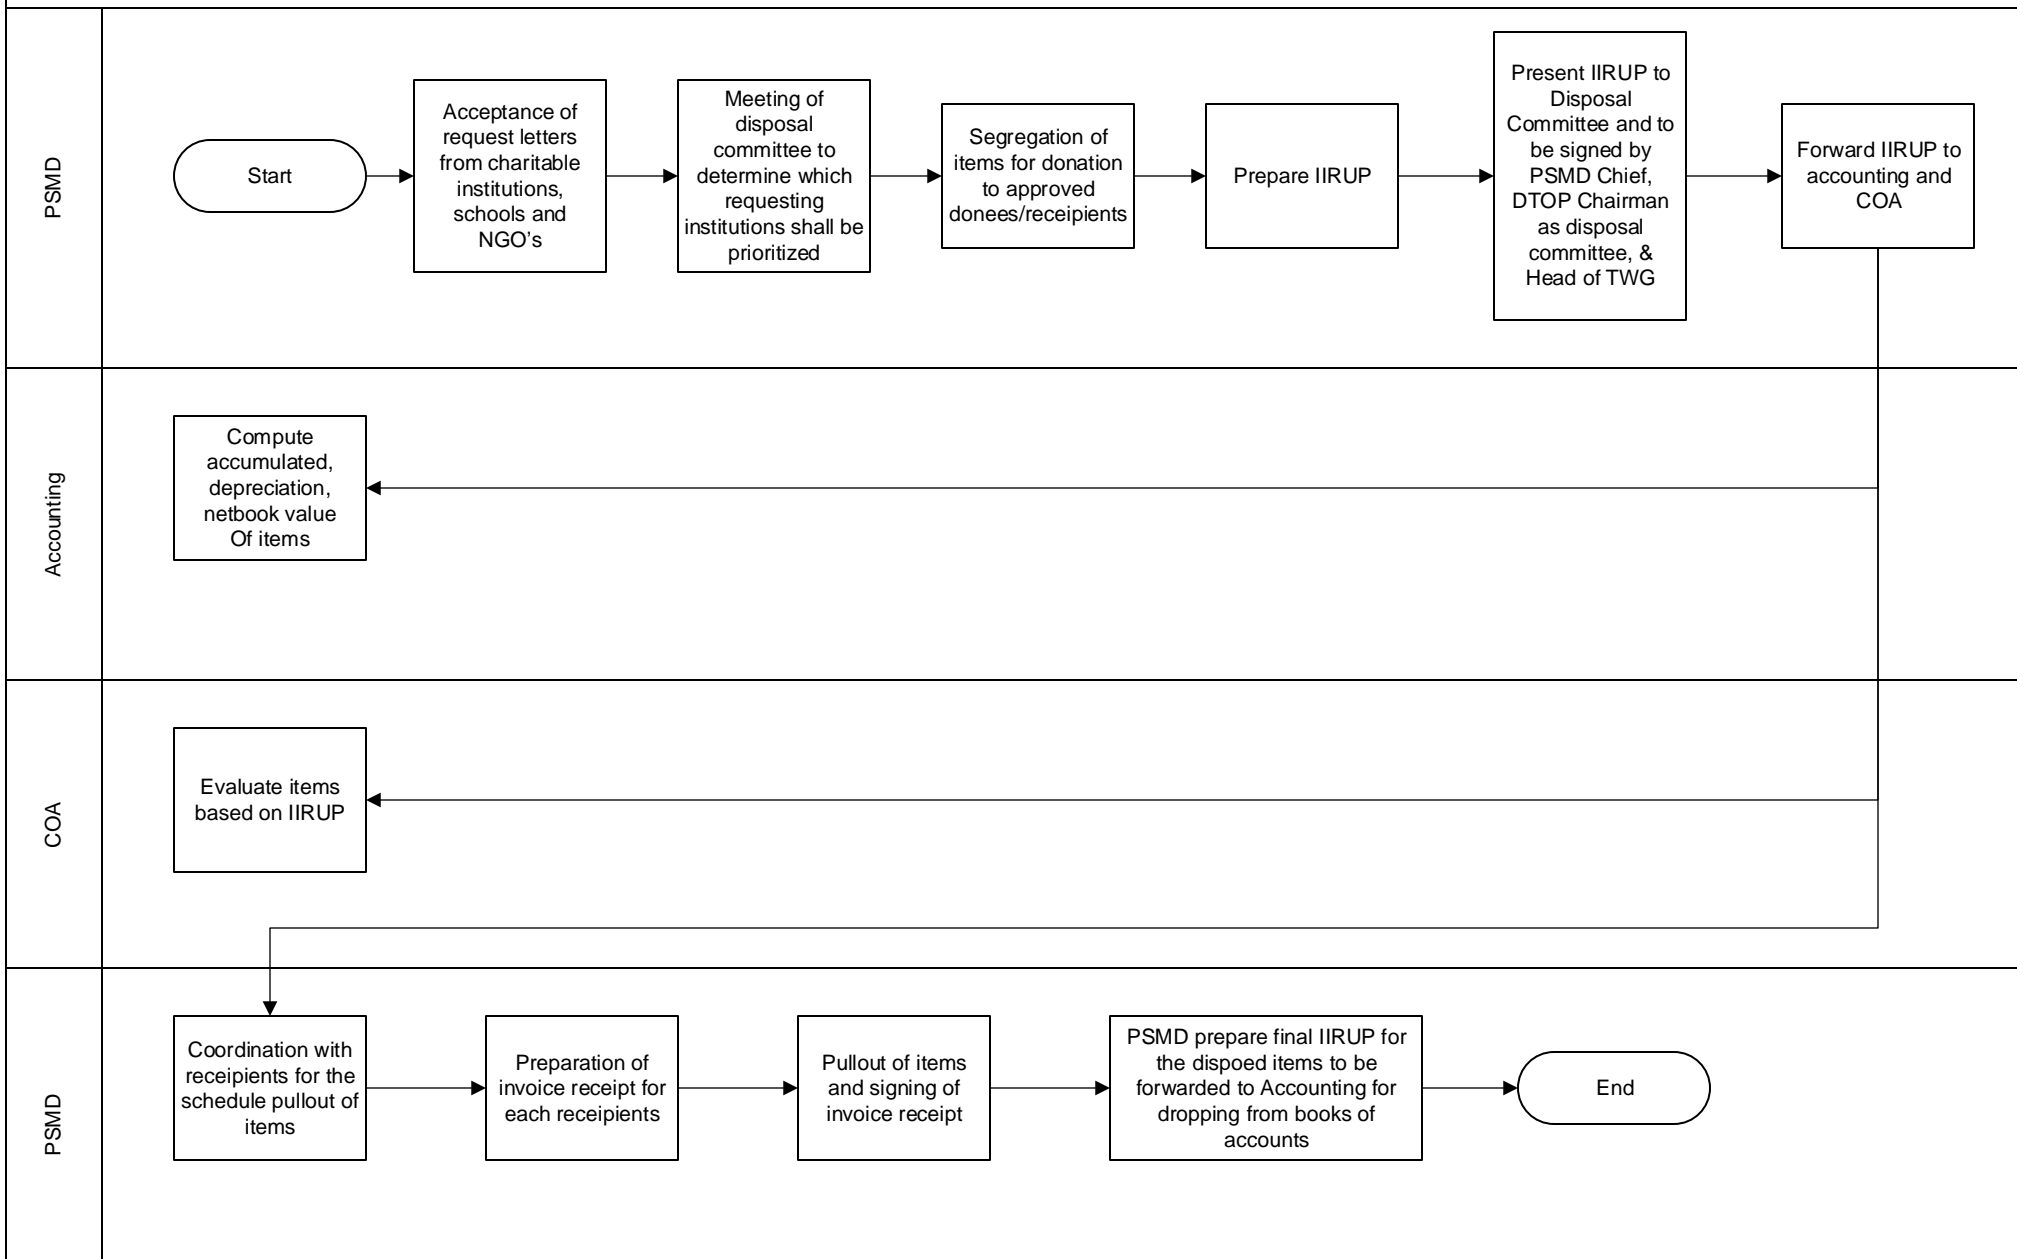 PSMD
Start
Acceptance of
request letters
from charitable
institutions,
schools and
NGO’s
Meeting of
disposal
committee to
determine which
requesting
institutions shall be
prioritized
Segregation of
items for donation
to approved
donees/receipients
Prepare IIRUP
Present IIRUP to
Disposal
Committee and to
be signed by
PSMD Chief,
DTOP Chairman
as disposal
committee, &
Head of TWG
Forward IIRUP to
accounting and
COA
Accounting
Compute
accumulated,
depreciation,
netbook value
Of items
COA
Evaluate items
based on IIRUP
PSMD
Coordination with
receipients for the
schedule pullout of
items
Preparation of
invoice receipt for
each receipients
Pullout of items
and signing of
invoice receipt
PSMD prepare final IIRUP for
the dispoed items to be
forwarded to Accounting for
dropping from books of
accounts
End